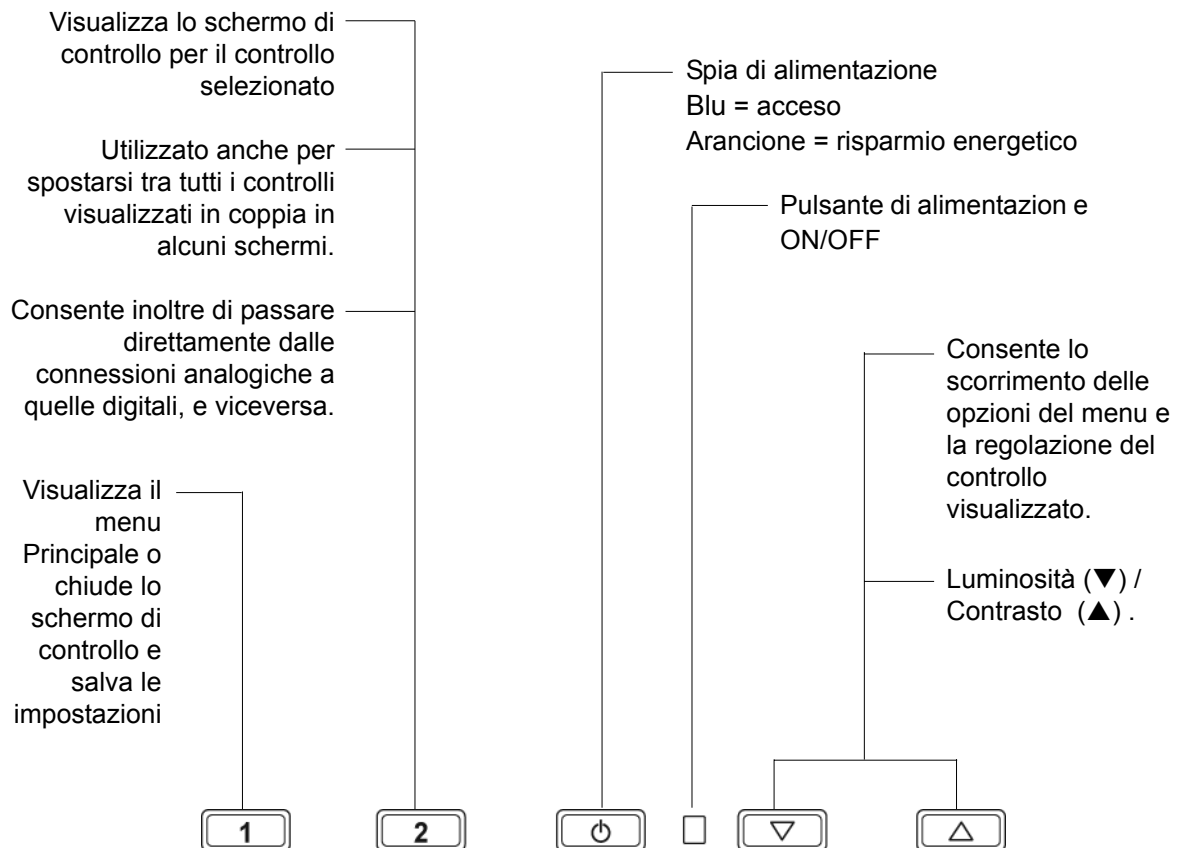 Visualizza lo schermo di
controllo per il controllo
selezionato
Utilizzato anche per
spostarsi tra tutti i controlli
visualizzati in coppia in
alcuni schermi.
Consente inoltre di passare
direttamente dalle
connessioni analogiche a
quelle digitali, e viceversa.
Visualizza il
menu
Principale o
chiude lo
schermo di
controllo e
salva le
impostazioni
Spia di alimentazione
Blu = acceso
Arancione = risparmio energetico
Pulsante di alimentazion e
ON/OFF
Consente lo
scorrimento delle
opzioni del menu e
la regolazione del
controllo
visualizzato.
Luminosità (▼) /
Contrasto (▲) .
1
2